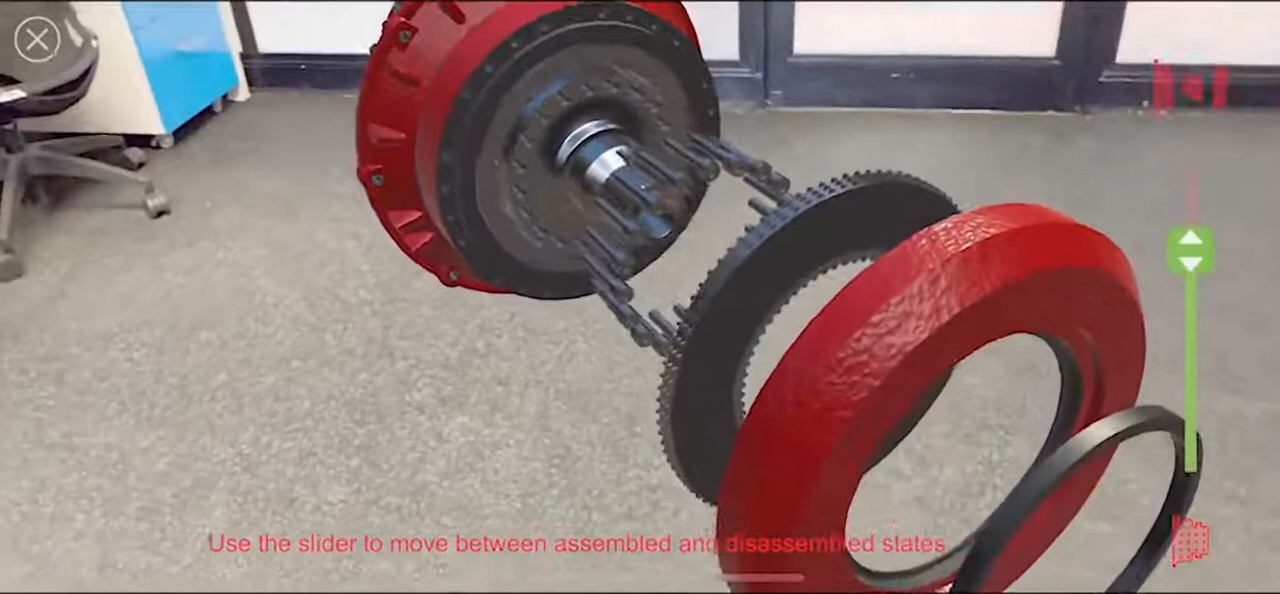 Use the slider to move between assembled and disassembled states